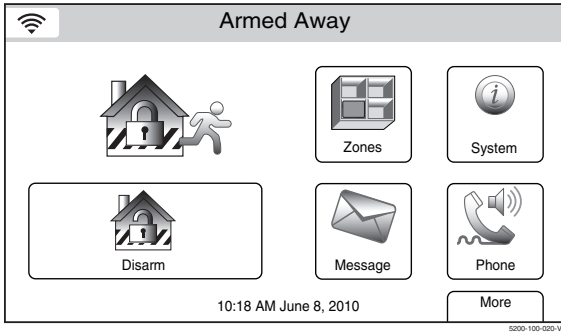 Armed Away
Zones
System
Disarm
Message
Phone
10:18 AM June 8, 2010
More
5200-100-020-V